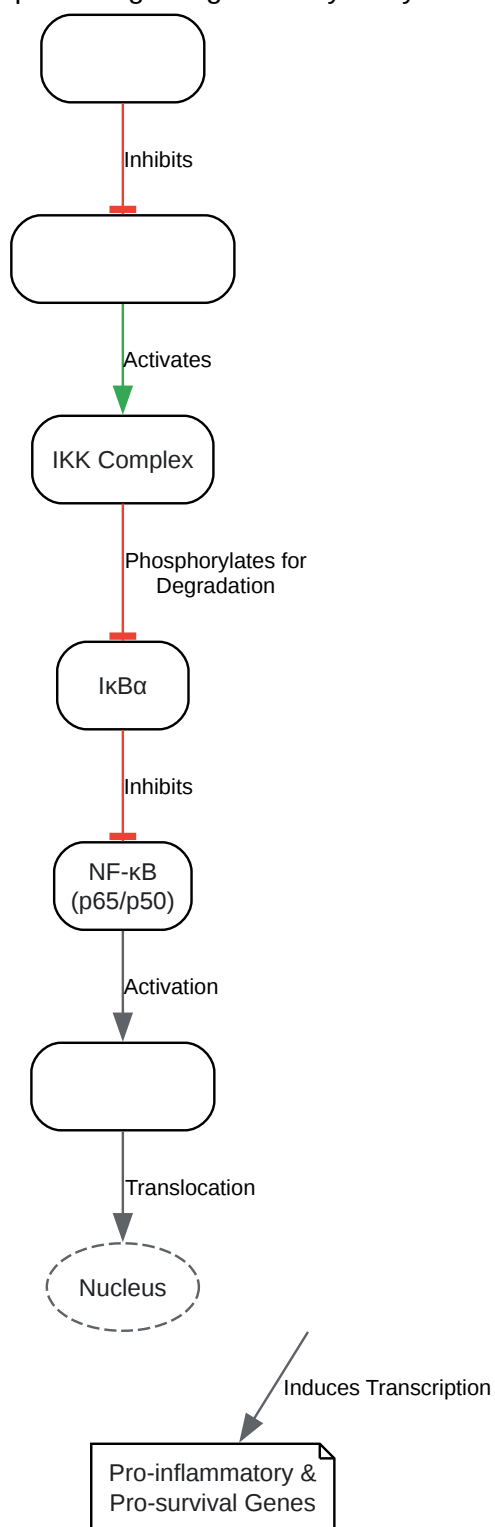 Inhibits
Activates
IKK Complex
Phosphorylates for
Degradation
IκBα
Inhibits
NF-κB
(p65/p50)
Activation
Translocation
Nucleus
Induces Transcription
Pro-inflammatory &
Pro-survival Genes